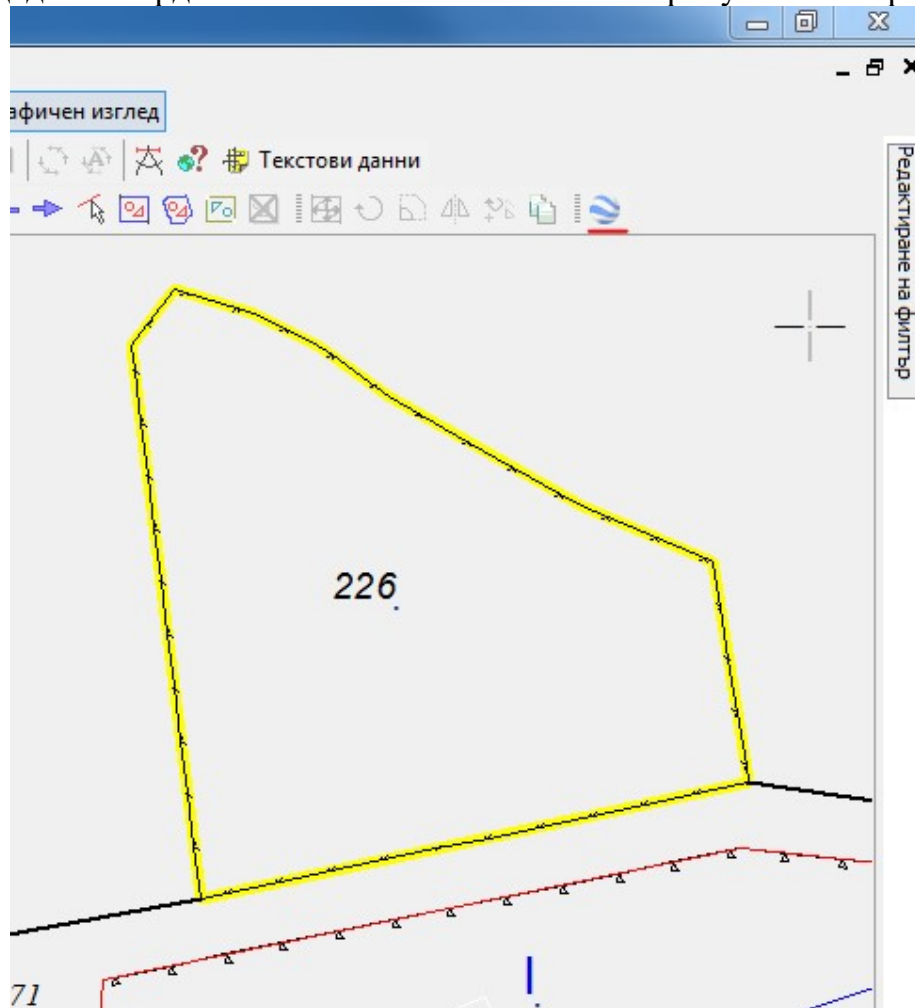 афичен изглед
Текстови данни
Редактиране на филтър
226
71